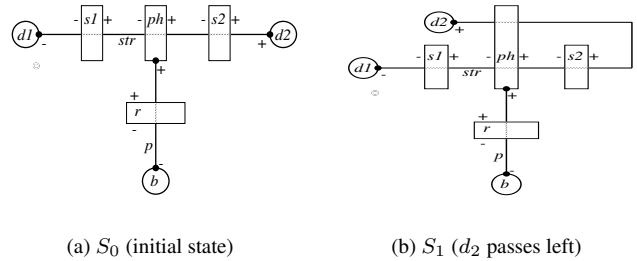 - s1 + - ph + - s2 +
d1 - str + d2
+
+
r
-
p
-
b
(a) S₀ (initial state)
d2 +
- s1 + - ph + - s2 +
d1 - str
+
+
r
-
p
-
b
(b) S₁ (d₂ passes left)